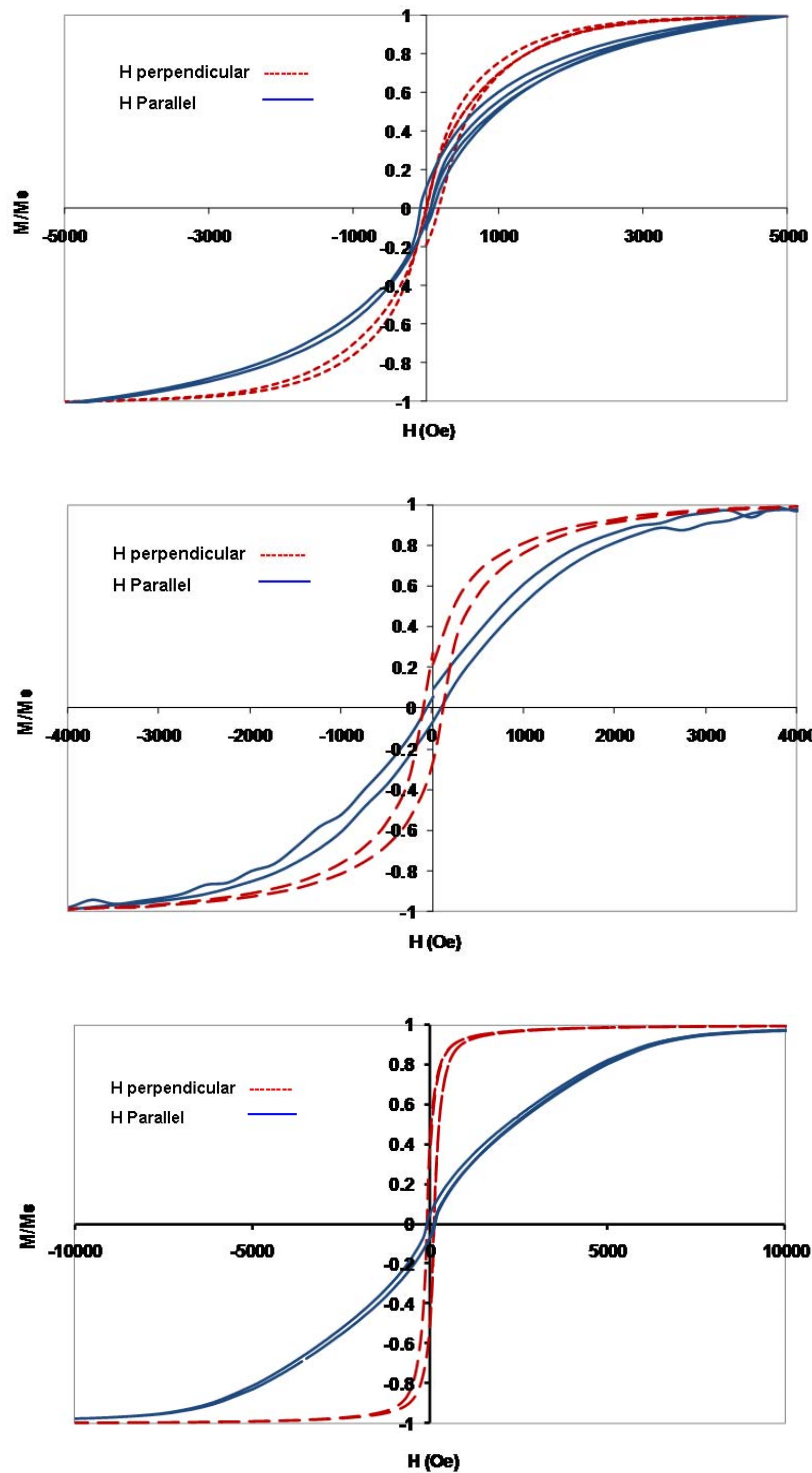 1
0.8
H perpendicular
0.6
H Parallel
0.4
0.2
M/Ms
0
-5000 -3000 -1000 1000 3000 5000
-0.2
-0.4
-0.6
-0.8
-1
H (Oe)
1
0.8
H perpendicular
0.6
H Parallel
0.4
0.2
M/Ms
0
-4000 -3000 -2000 -1000 0 1000 2000 3000 4000
-0.2
-0.4
-0.6
-0.8
-1
H (Oe)
1
0.8
H perpendicular
0.6
H Parallel
0.4
0.2
M/Ms
0
-10000 -5000 0 5000 10000
-0.2
-0.4
-0.6
-0.8
-1
H (Oe)